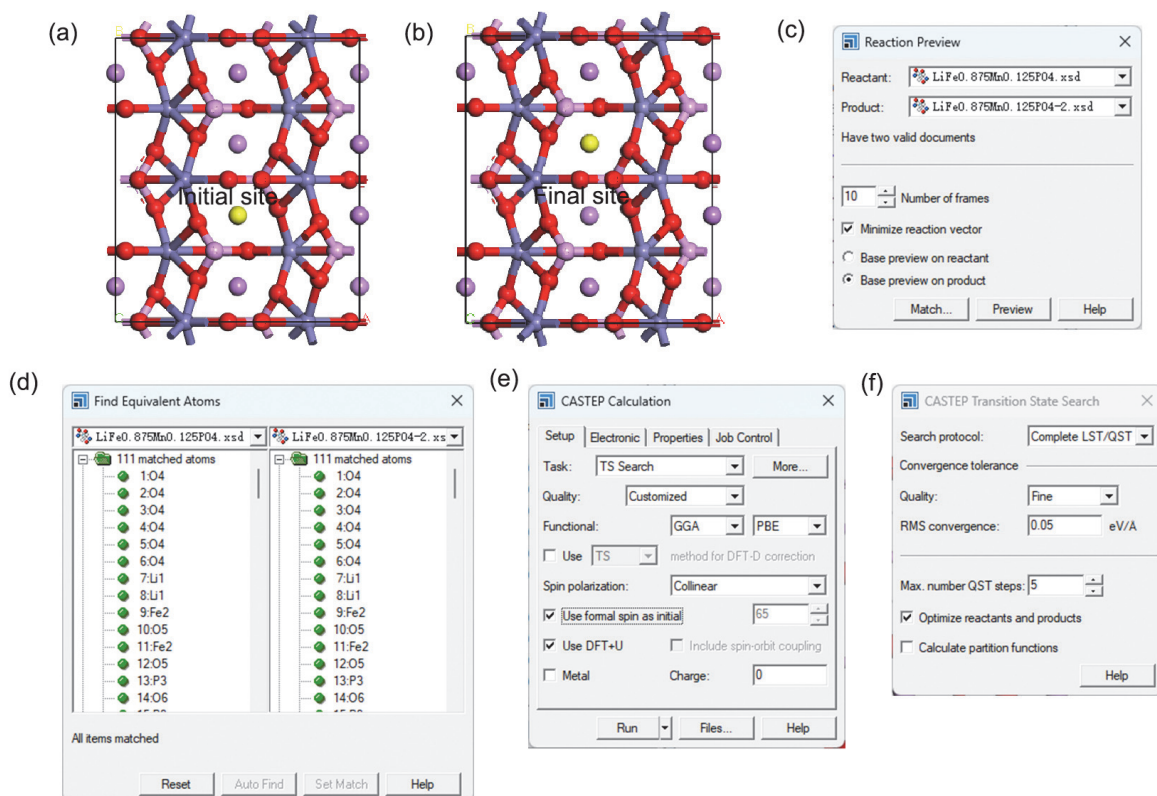 (a)
B
Initial site
C
A
(b)
B
Final site
C
A
(c)
Reaction Preview
Reactant: LiFe0.875Mn0.125PO4.xsd
Product: LiFe0.875Mn0.125PO4-2.xsd
Have two valid documents
10 Number of frames
Minimize reaction vector
Base preview on reactant
Base preview on product
Match... Preview Help
(d)
Find Equivalent Atoms
LiFe0.875Mn0.125PO4.xsd LiFe0.875Mn0.125PO4-2.xs
111 matched atoms 111 matched atoms
1:O4 1:O4
2:O4 2:O4
3:O4 3:O4
4:O4 4:O4
5:O4 5:O4
6:O4 6:O4
7:Li1 7:Li1
8:Li1 8:Li1
9:Fe2 9:Fe2
10:O5 10:O5
11:Fe2 11:Fe2
12:O5 12:O5
13:P3 13:P3
14:O6 14:O6
All items matched
Reset Auto Find Set Match Help
(e)
CASTEP Calculation
Setup Electronic Properties Job Control
Task: TS Search More...
Quality: Customized
Functional: GGA PBE
Use TS method for DFT-D correction
Spin polarization: Collinear
Use formal spin as initial 65
Use DFT+U Include spin-orbit coupling
Metal Charge: 0
Run Files... Help
(f)
CASTEP Transition State Search
Search protocol: Complete LST/QST
Convergence tolerance
Quality: Fine
RMS convergence: 0.05 eV/A
Max. number QST steps: 5
Optimize reactants and products
Calculate partition functions
Help